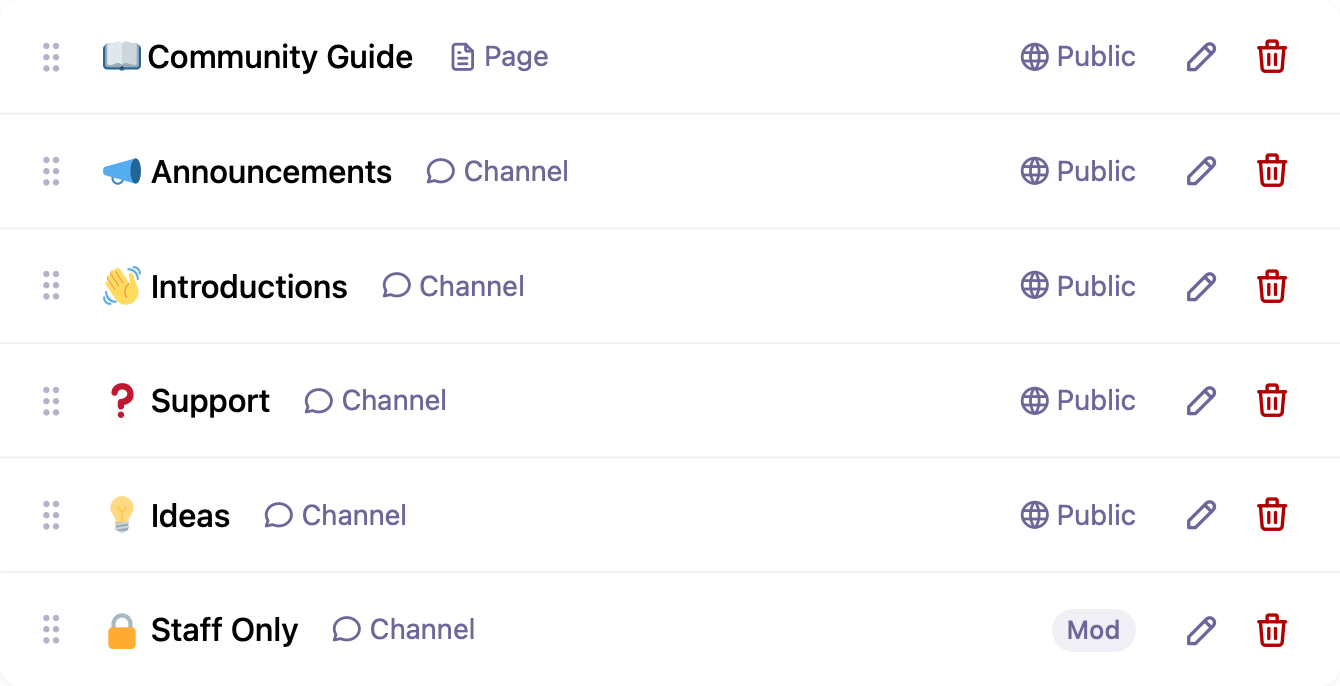 Community Guide Page Public
Announcements Channel Public
Introductions Channel Public
Support Channel Public
Ideas Channel Public
Staff Only Channel Mod